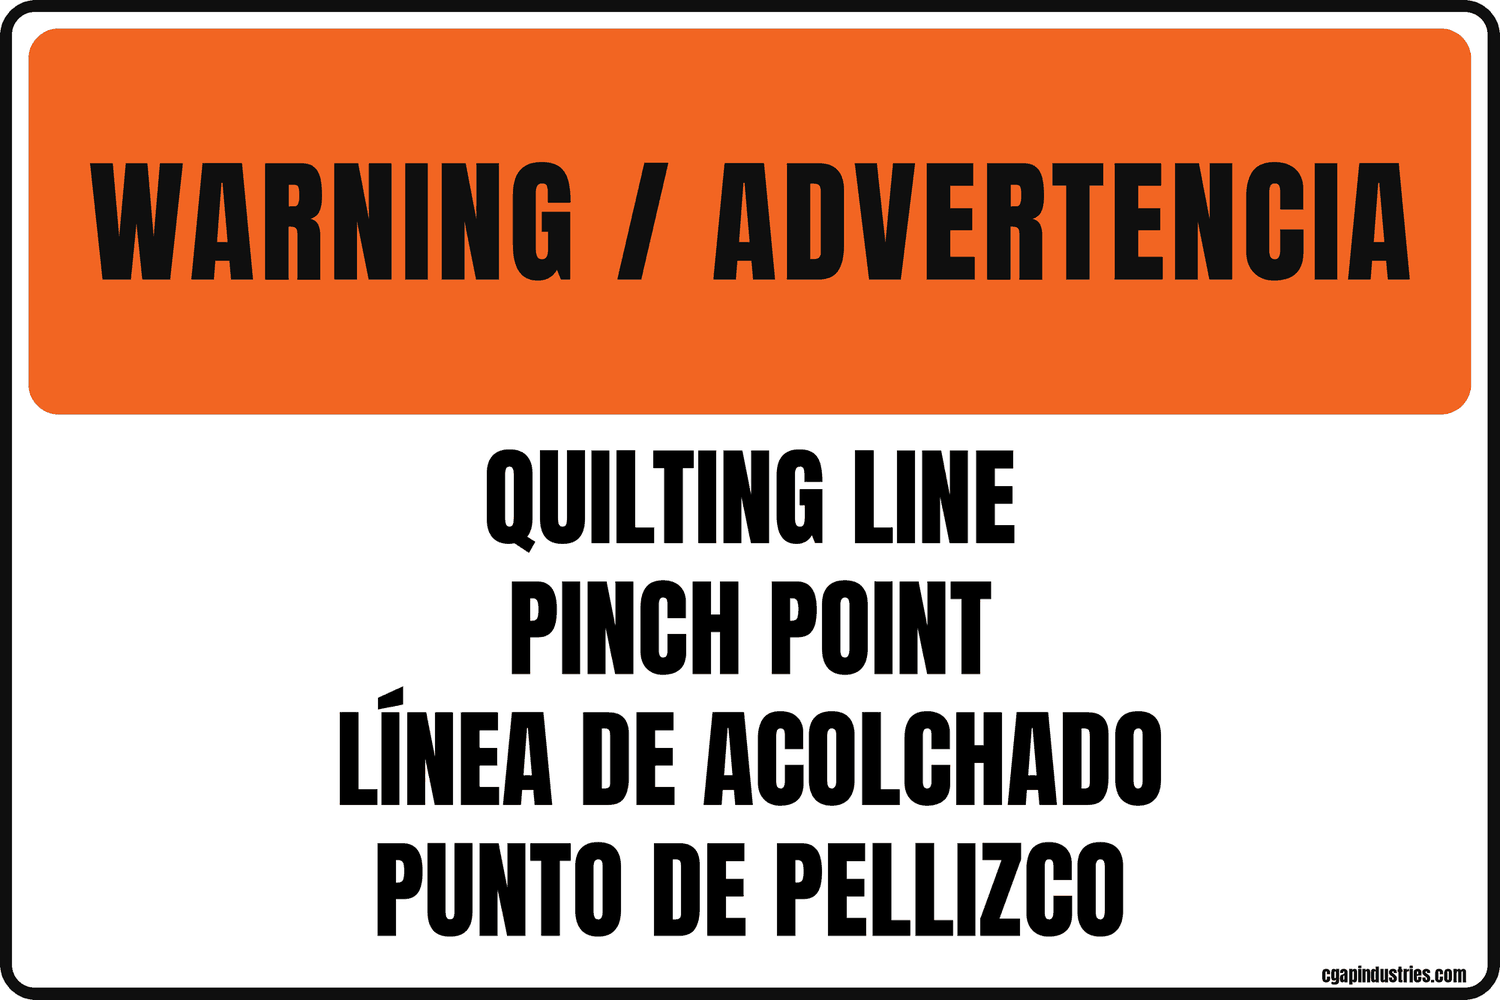 WARNING / ADVERTENCIA
QUILTING LINE
PINCH POINT
LÍNEA DE ACOLCHADO
PUNTO DE PELLIZCO
cgapindustries.com